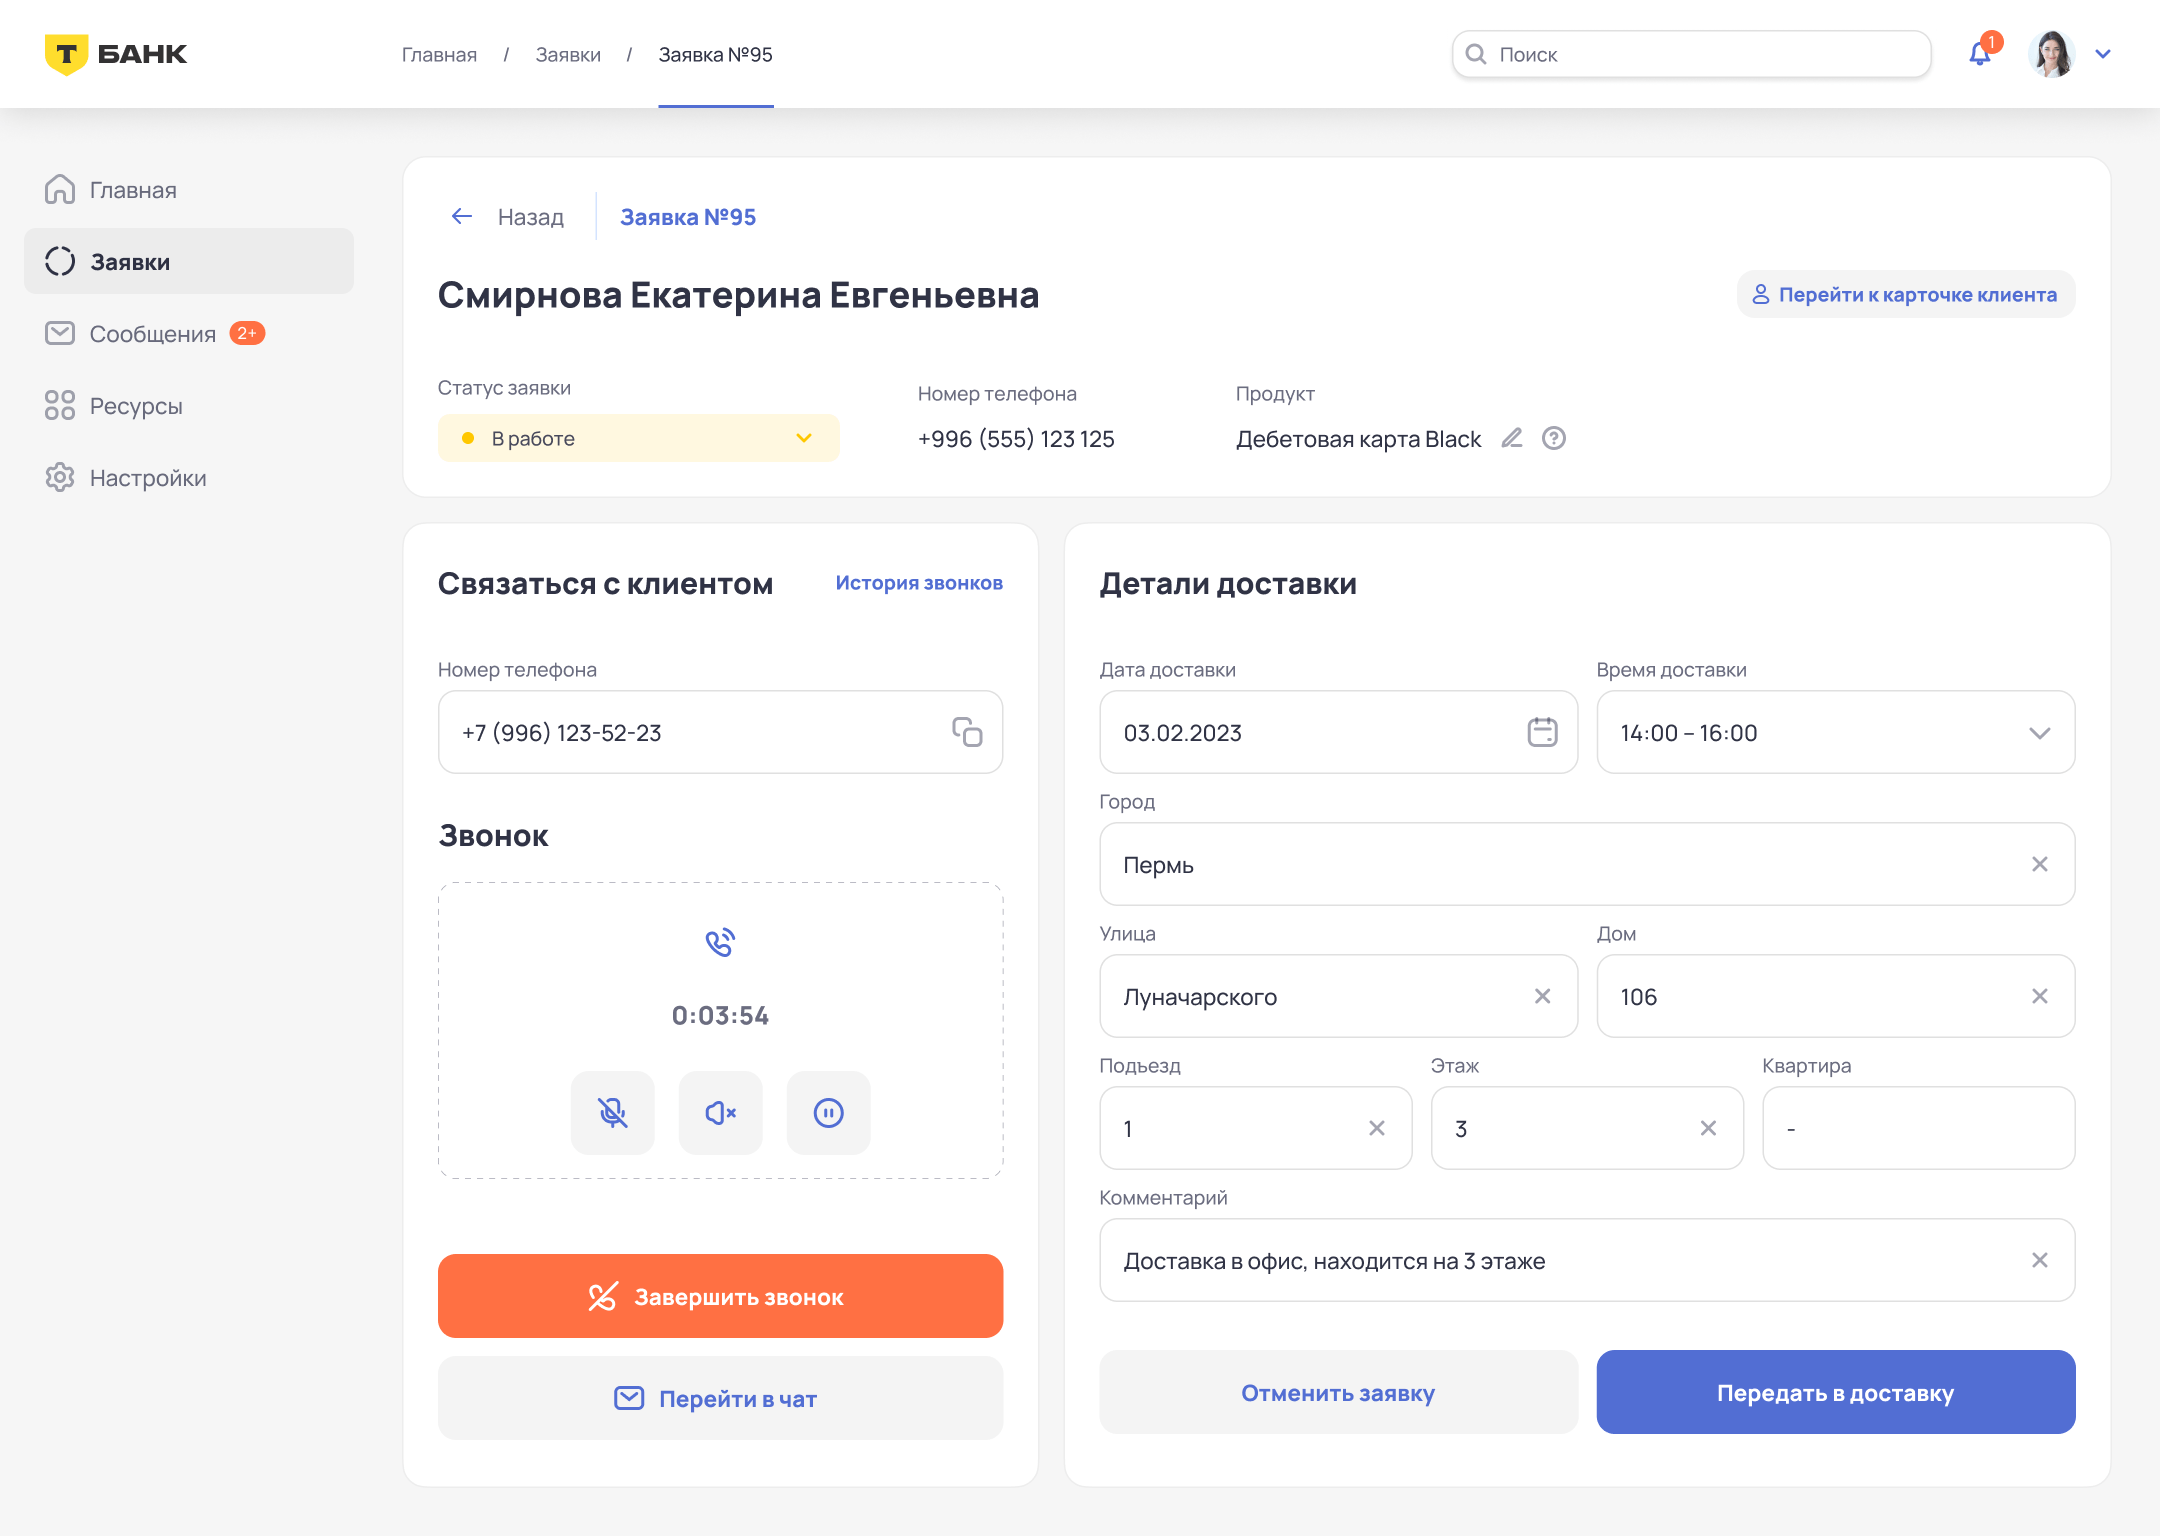 Т БАНК
Главная / Заявки / Заявка №95
Поиск
1
Главная
Заявки
Сообщения 2+
Ресурсы
Настройки
Назад
Заявка №95
Смирнова Екатерина Евгеньевна
Перейти к карточке клиента
Статус заявки
В работе
Номер телефона
+996 (555) 123 125
Продукт
Дебетовая карта Black
Связаться с клиентом
История звонков
Номер телефона
+7 (996) 123-52-23
Звонок
0:03:54
Завершить звонок
Перейти в чат
Детали доставки
Дата доставки
03.02.2023
Время доставки
14:00 – 16:00
Город
Пермь
Улица
Луначарского
Дом
106
Подъезд
1
Этаж
3
Квартира
-
Комментарий
Доставка в офис, находится на 3 этаже
Отменить заявку
Передать в доставку